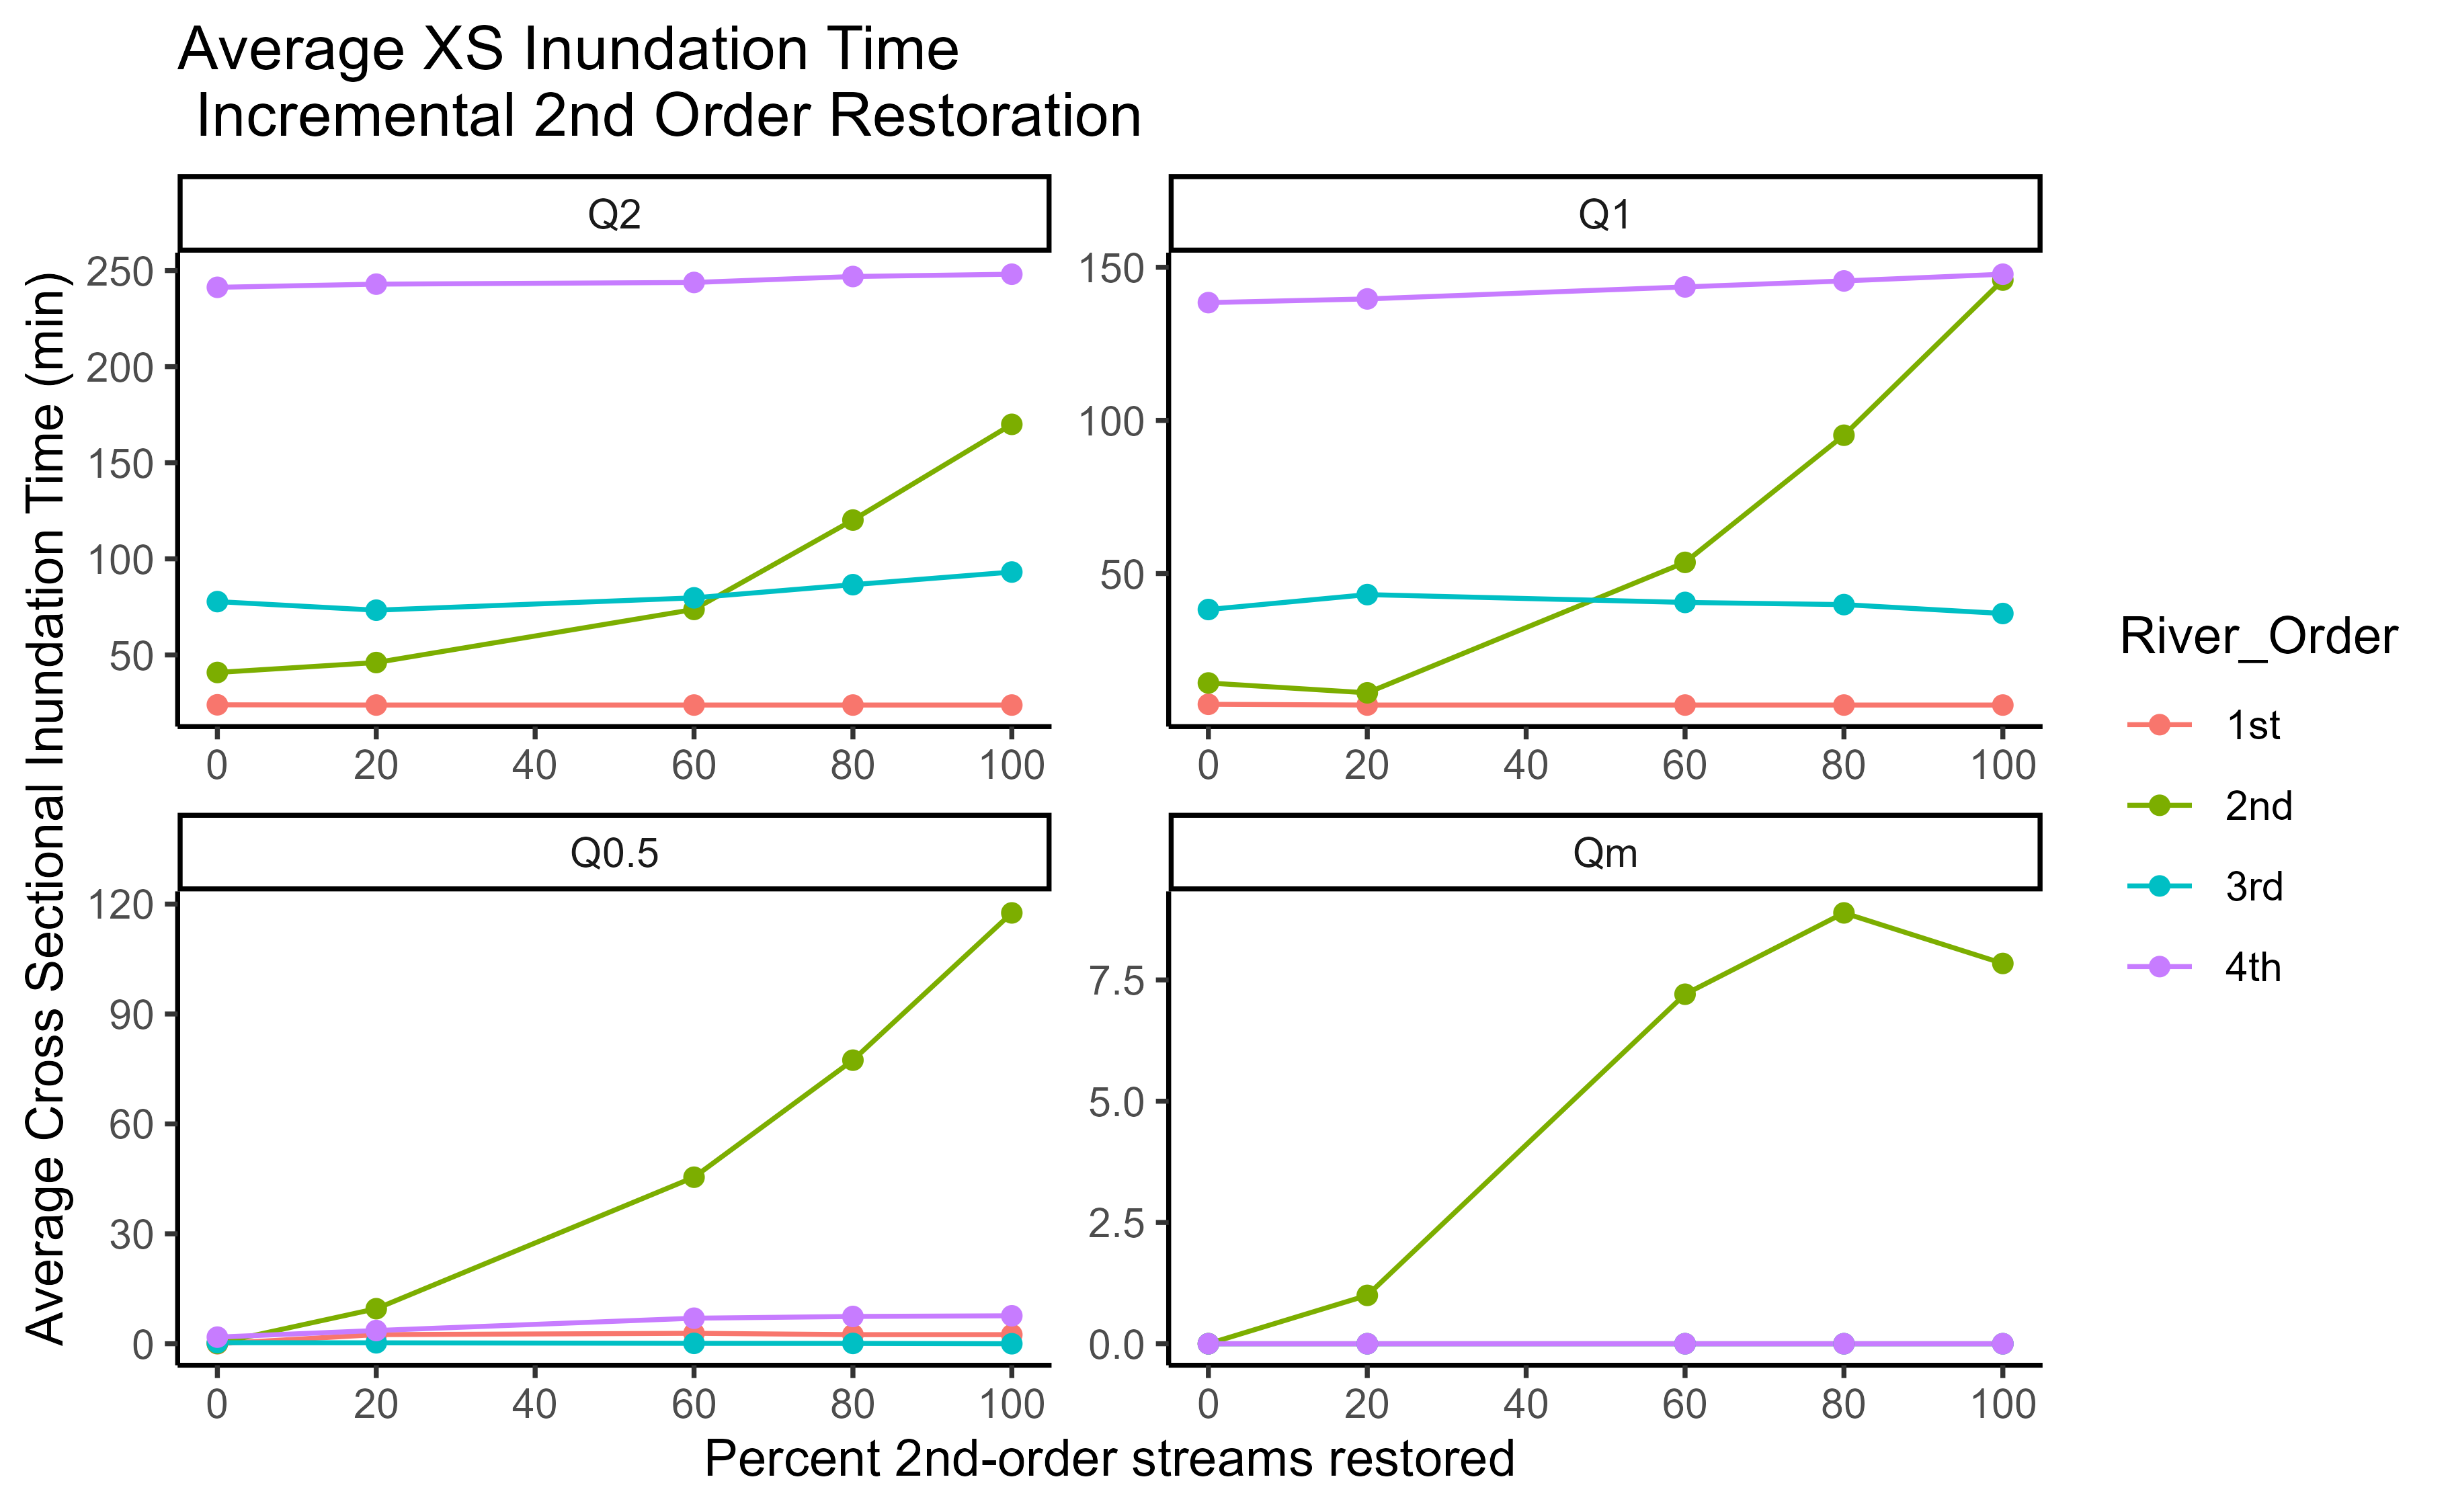 Average XS Inundation Time
Incremental 2nd Order Restoration
Average Cross Sectional Inundation Time (min)
Q2
250
200
150
100
50
0 20 40 60 80 100
Q1
150
100
50
0 20 40 60 80 100
Q0.5
120
90
60
30
0
0 20 40 60 80 100
Qm
7.5
5.0
2.5
0.0
0 20 40 60 80 100
Percent 2nd-order streams restored
River_Order
1st
2nd
3rd
4th